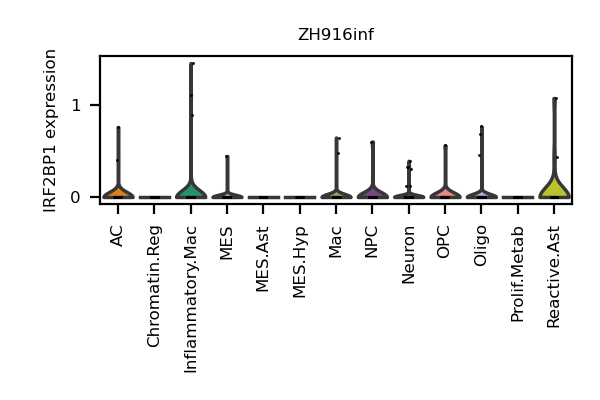 ZH916inf
IRF2BP1 expression
1
0
AC
Chromatin.Reg
Inflammatory.Mac
MES
MES.Ast
MES.Hyp
Mac
NPC
Neuron
OPC
Oligo
Prolif.Metab
Reactive.Ast